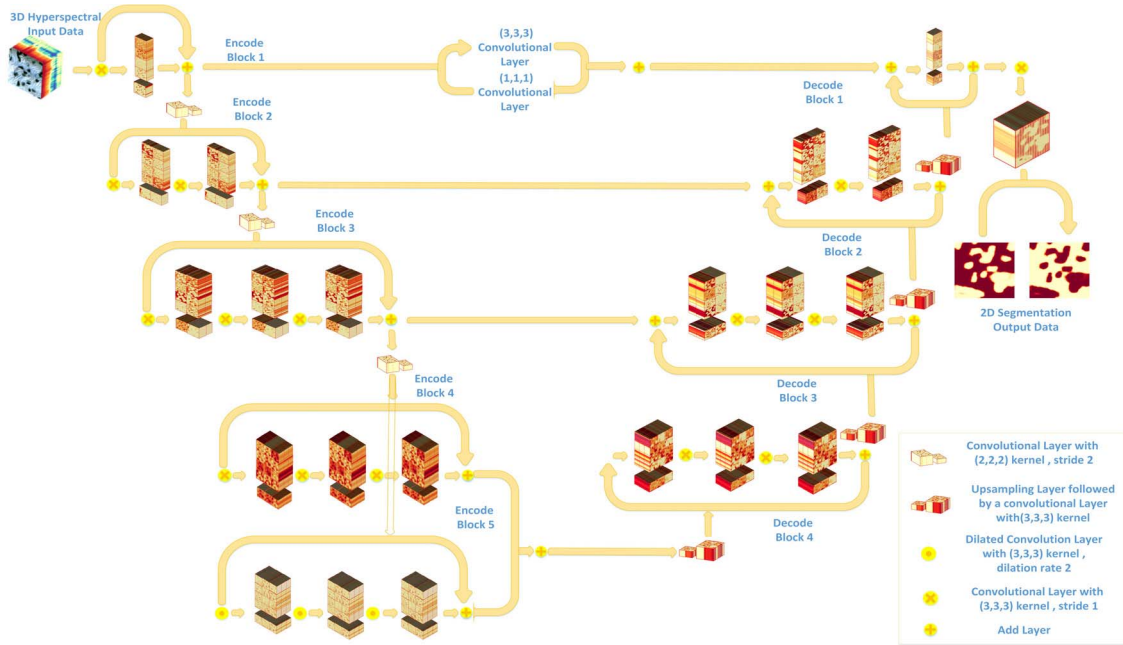 3D Hyperspectral
Input Data
Encode
Block 1
(3,3,3)
Convolutional
Layer
(1,1,1)
Convolutional
Layer
Decode
Block 1
Encode
Block 2
Encode
Block 3
Decode
Block 2
2D Segmentation
Output Data
Encode
Block 4
Decode
Block 3
Encode
Block 5
Decode
Block 4
Convolutional Layer with
(2,2,2) kernel , stride 2
Upsampling Layer followed
by a convolutional Layer
with(3,3,3) kernel
Dilated Convolution Layer
with (3,3,3) kernel ,
dilation rate 2
Convolutional Layer with
(3,3,3) kernel , stride 1
Add Layer